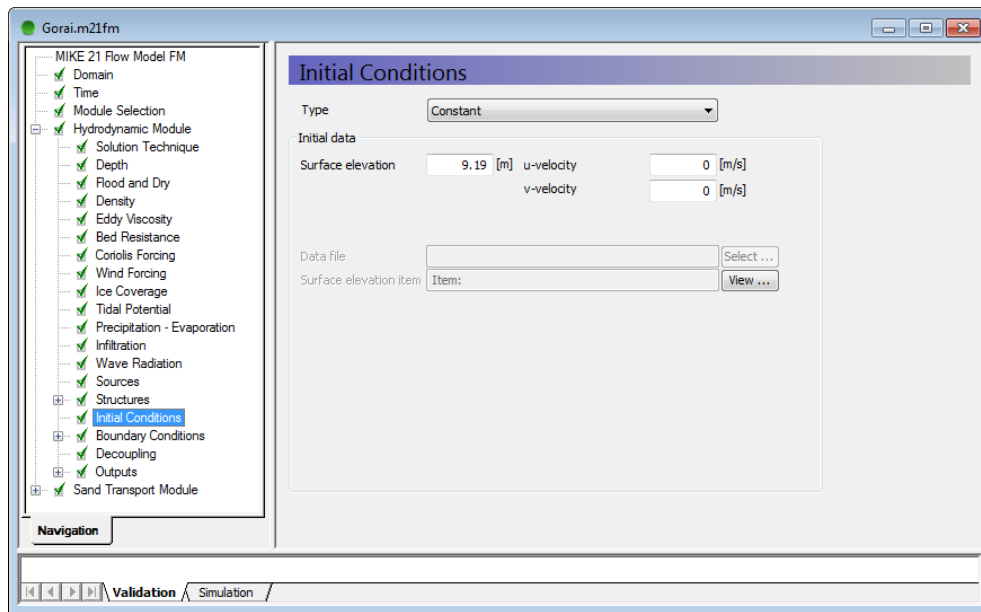 Gorai.m21fm
MIKE 21 Flow Model FM
Domain
Time
Module Selection
Hydrodynamic Module
Solution Technique
Depth
Flood and Dry
Density
Eddy Viscosity
Bed Resistance
Coriolis Forcing
Wind Forcing
Ice Coverage
Tidal Potential
Precipitation - Evaporation
Infiltration
Wave Radiation
Sources
Structures
Initial Conditions
Boundary Conditions
Decoupling
Outputs
Sand Transport Module
Navigation
Initial Conditions
Type Constant
Initial data
Surface elevation 9.19 [m] u-velocity 0 [m/s]
v-velocity 0 [m/s]
Data file Select ...
Surface elevation item Item: View ...
Validation Simulation